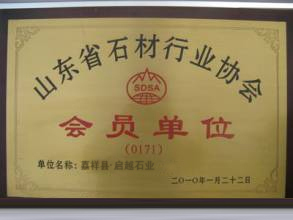 山东省石材行业协会
SDSA
会员单位
(0171)
单位名称：嘉祥县·启越石业
二〇一〇年一月二十二日